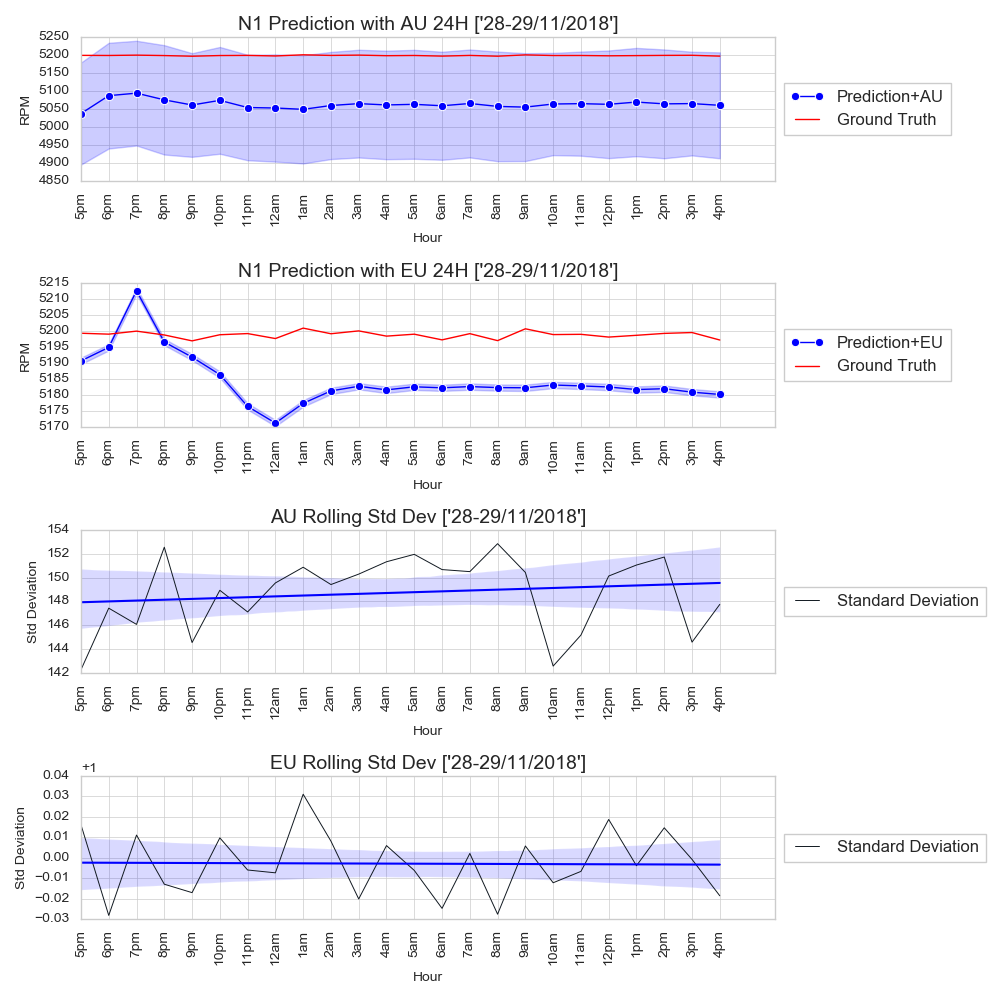 N1 Prediction with AU 24H ['28-29/11/2018']
5250
5200
5150
5100
5050
5000
4950
4900
4850
RPM
5pm 6pm 7pm 8pm 9pm 10pm 11pm 12am 1am 2am 3am 4am 5am 6am 7am 8am 9am 10am 11am 12pm 1pm 2pm 3pm 4pm
Hour
Prediction+AU
Ground Truth
N1 Prediction with EU 24H ['28-29/11/2018']
5215
5210
5205
5200
5195
5190
5185
5180
5175
5170
RPM
5pm 6pm 7pm 8pm 9pm 10pm 11pm 12am 1am 2am 3am 4am 5am 6am 7am 8am 9am 10am 11am 12pm 1pm 2pm 3pm 4pm
Hour
Prediction+EU
Ground Truth
AU Rolling Std Dev ['28-29/11/2018']
154
152
150
148
146
144
142
Std Deviation
5pm 6pm 7pm 8pm 9pm 10pm 11pm 12am 1am 2am 3am 4am 5am 6am 7am 8am 9am 10am 11am 12pm 1pm 2pm 3pm 4pm
Hour
Standard Deviation
EU Rolling Std Dev ['28-29/11/2018']
+1
0.04
0.03
0.02
0.01
0.00
−0.01
−0.02
−0.03
Std Deviation
5pm 6pm 7pm 8pm 9pm 10pm 11pm 12am 1am 2am 3am 4am 5am 6am 7am 8am 9am 10am 11am 12pm 1pm 2pm 3pm 4pm
Hour
Standard Deviation